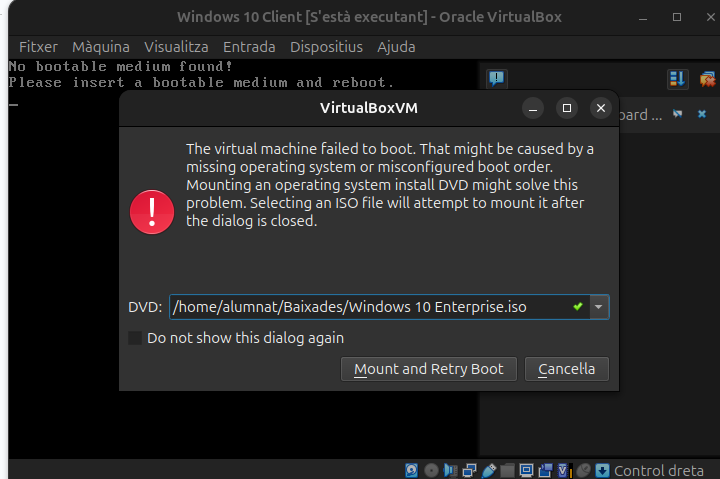 Windows 10 Client [S'està executant] - Oracle VirtualBox
Fitxer Màquina Visualitza Entrada Dispositius Ajuda
No bootable medium found!
Please insert a bootable medium and reboot.
oard ...
VirtualBoxVM
The virtual machine failed to boot. That might be caused by a
missing operating system or misconfigured boot order.
Mounting an operating system install DVD might solve this
problem. Selecting an ISO file will attempt to mount it after
the dialog is closed.
DVD: /home/alumnat/Baixades/Windows 10 Enterprise.iso
Do not show this dialog again
Mount and Retry Boot Cancel·la
Control dreta